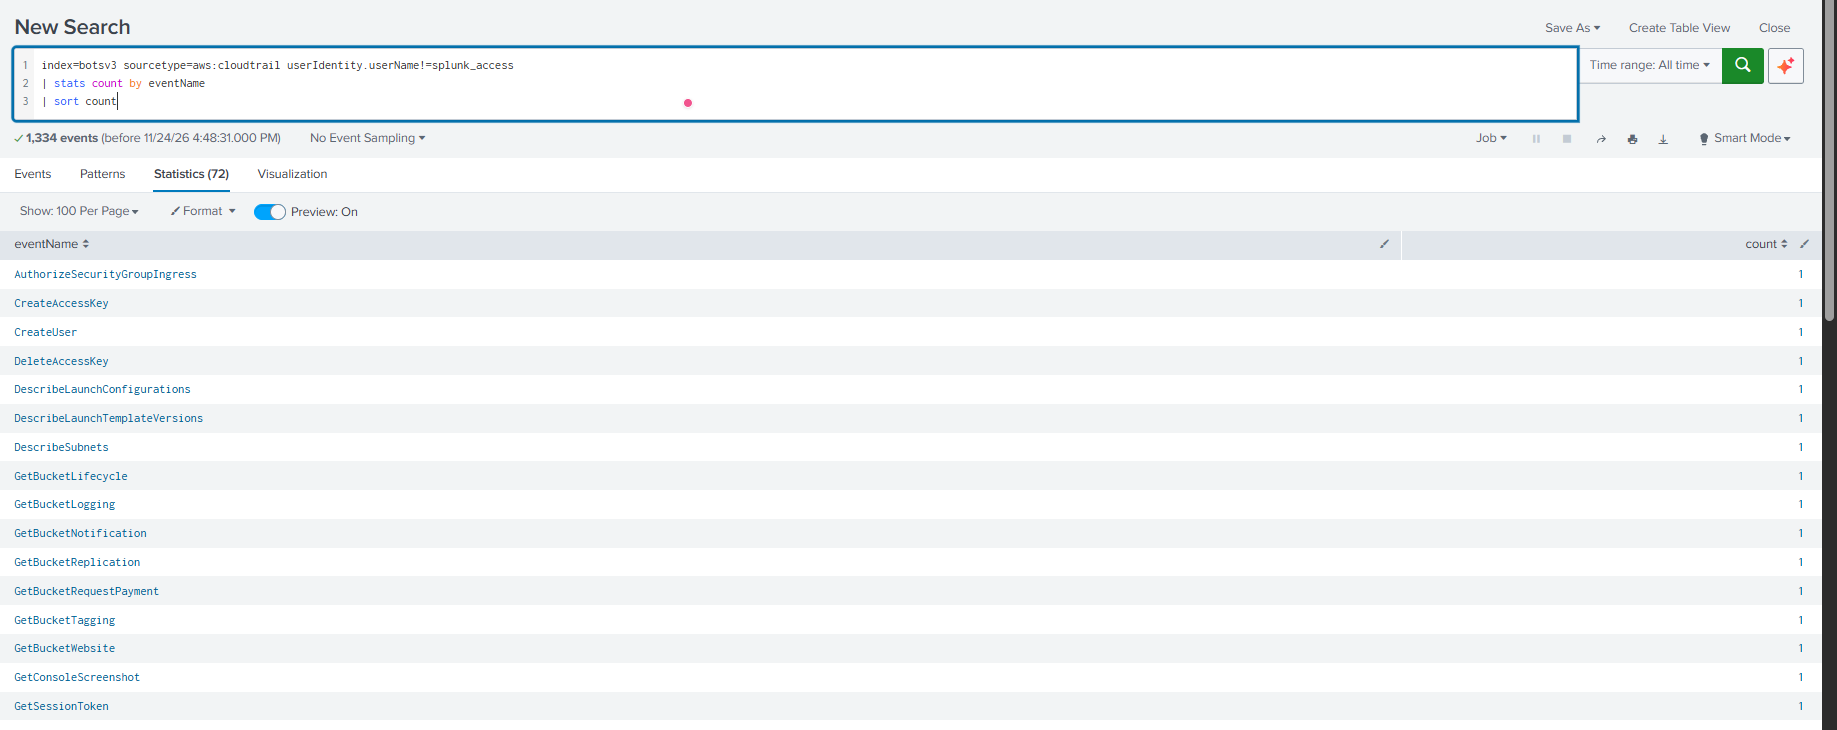 New Search
Save As Create Table View Close
1 index=botsv3 sourcetype=aws:cloudtrail userIdentity.userName!=splunk_access
2 | stats count by eventName
3 | sort count
Time range: All time
1,334 events (before 11/24/26 4:48:31.000 PM) No Event Sampling
Job Smart Mode
Events Patterns Statistics (72) Visualization
Show: 100 Per Page Format Preview: On
eventName count
AuthorizeSecurityGroupIngress 1
CreateAccessKey 1
CreateUser 1
DeleteAccessKey 1
DescribeLaunchConfigurations 1
DescribeLaunchTemplateVersions 1
DescribeSubnets 1
GetBucketLifecycle 1
GetBucketLogging 1
GetBucketNotification 1
GetBucketReplication 1
GetBucketRequestPayment 1
GetBucketTagging 1
GetBucketWebsite 1
GetConsoleScreenshot 1
GetSessionToken 1